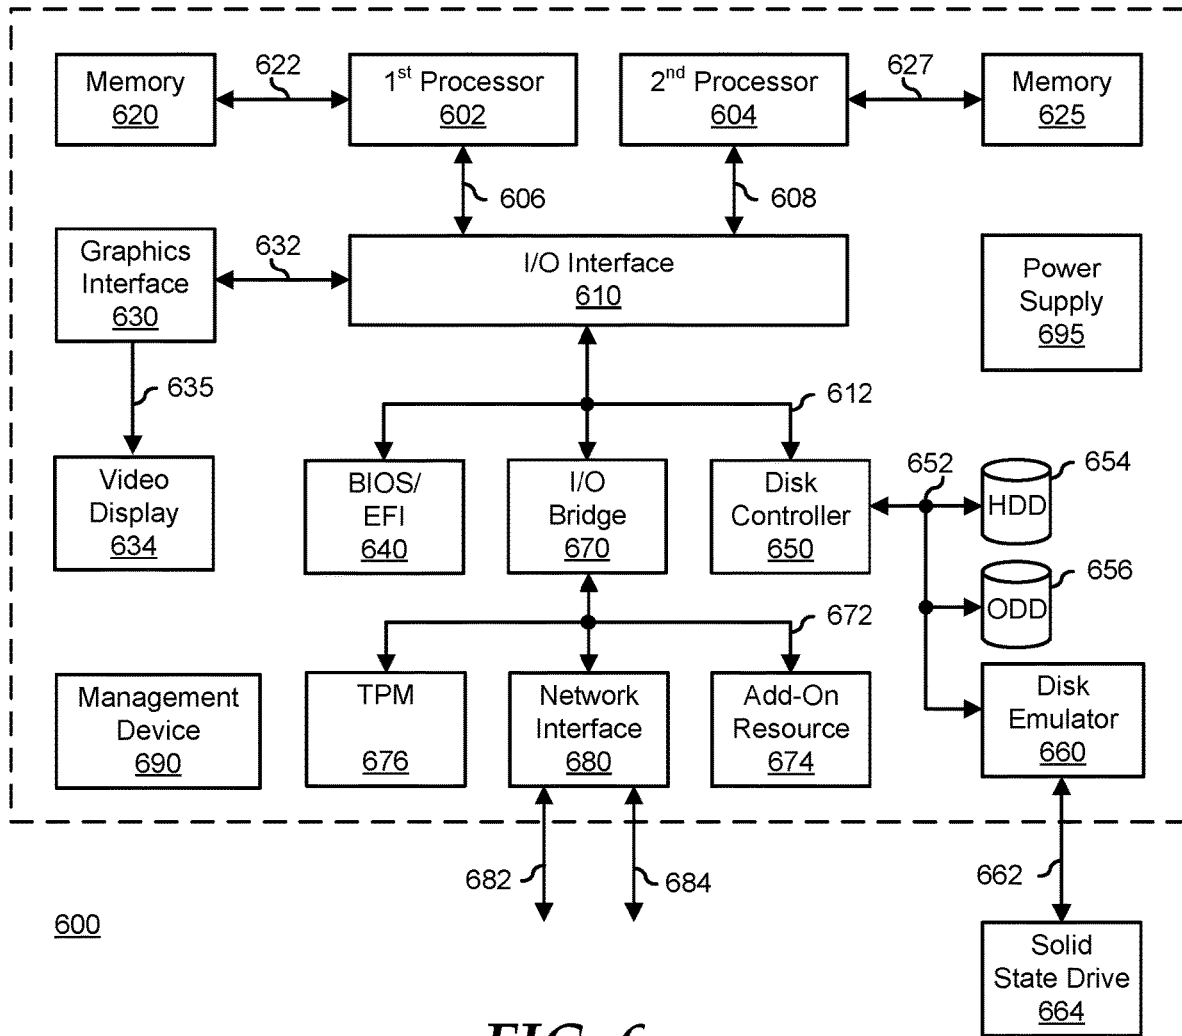 Memory
620
622
1st Processor
602
2nd Processor
604
627
Memory
625
606
608
Graphics
Interface
630
632
I/O Interface
610
Power
Supply
695
635
612
Video
Display
634
BIOS/
EFI
640
I/O
Bridge
670
Disk
Controller
650
652
HDD
654
ODD
656
672
Management
Device
690
TPM
676
Network
Interface
680
Add-On
Resource
674
Disk
Emulator
660
682
684
662
600
Solid
State Drive
664
FIG. 6